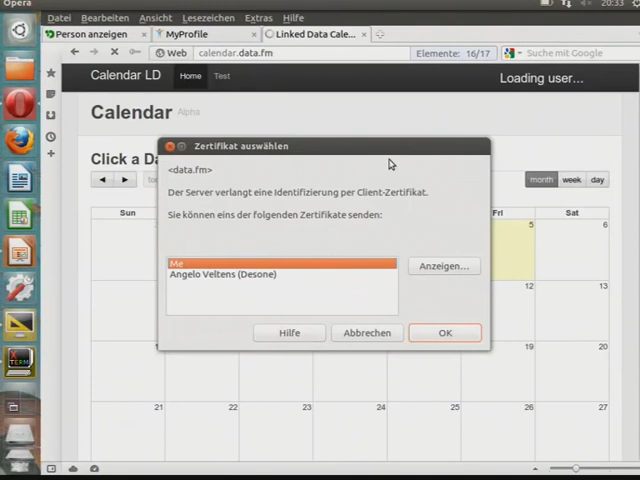 Opera
20:33
Datei Bearbeiten Ansicht Lesezeichen Extras Hilfe
Person anzeigen
MyProfile
Linked Data Cale...
Web
calendar.data.fm
Elemente: 16/17
Suche mit Google
Calendar LD
Home
Test
Loading user...
Calendar Alpha
Click a Da
Zertifikat auswählen
<data.fm>
Der Server verlangt eine Identifizierung per Client-Zertifikat.
Sie können eins der folgenden Zertifikate senden:
Me
Angelo Veltens (Desone)
Anzeigen...
Hilfe
Abbrechen
OK
month week day
Sun
Fri
Sat
5
6
12
13
19
20
21
22
23
24
25
26
27
XTERM